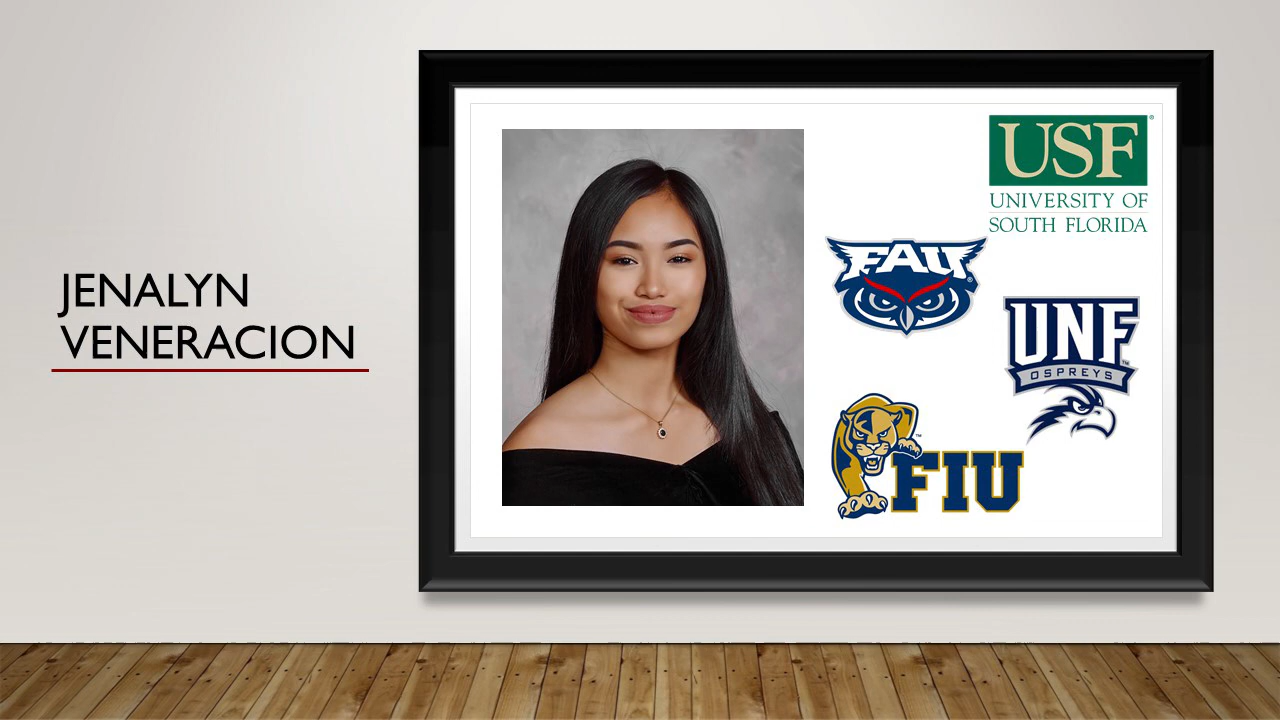 JENALYN
VENERACION
USF
UNIVERSITY OF
SOUTH FLORIDA
FAU
UNF
OSPREYS
FIU